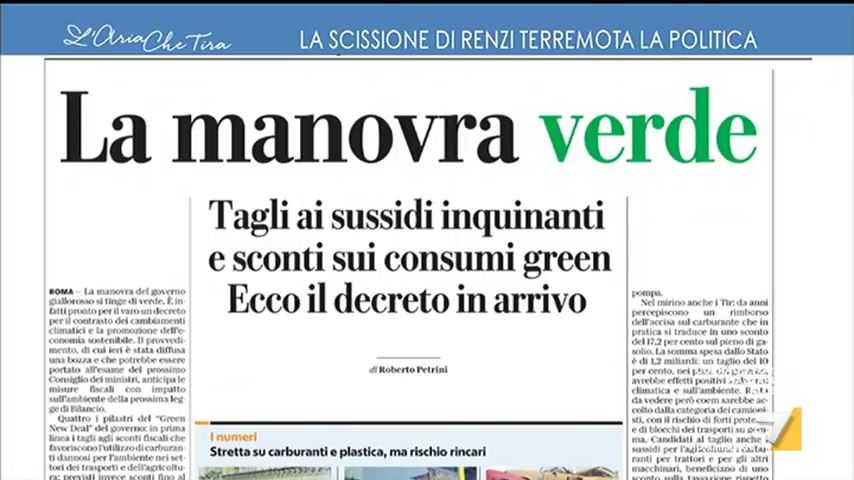 L'Aria Che Tira
LA SCISSIONE DI RENZI TERREMOTA LA POLITICA
La manovra verde
Tagli ai sussidi inquinanti
e sconti sui consumi green
Ecco il decreto in arrivo
di Roberto Petrini
ROMA – La manovra del governo
giallorosso si tinge di verde. È in-
fatti pronto per il varo un decreto
per il contrasto dei cambiamenti
climatici e la promozione dell'e-
conomia sostenibile. Il provvedi-
mento, di cui ieri è stata diffusa
una bozza e che potrebbe essere
portato all'esame del prossimo
Consiglio dei ministri, anticipa le
misure fiscali con impatto
sull'ambiente della prossima leg-
ge di Bilancio.
Quattro i pilastri del "Green
New Deal" del governo: in prima
linea i tagli agli sconti fiscali che
favoriscono l'utilizzo di carburan-
ti dannosi per l'ambiente nei set-
tori dei trasporti e dell'agricoltu-
ra; previsti invece sconti fiscali
I numeri
Stretta su carburanti e plastica, ma rischio rincari
pompa.
Nel mirino anche i Tir: da anni
percepiscono un rimborso
dell'accisa sul carburante che in
pratica si traduce in uno sconto
del 17,2 per cento sul pieno di ga-
solio. La somma spesa dallo Stato
è di 1,2 miliardi: un taglio del 10
per cento, nei
avrebbe effetti positivi
climatica e sull'ambiente.
da vedere però come sarebbe ac-
colto dalla categoria dei camioni-
sti, con il rischio di forti prote
e di blocchi dei trasporti su go
ma. Candidati al taglio anche i
sussidi per l'agricoltura: carbu
ranti per trattori e per gli altri
macchinari, beneficiano di uno
sconto sulla tassazione rispetto